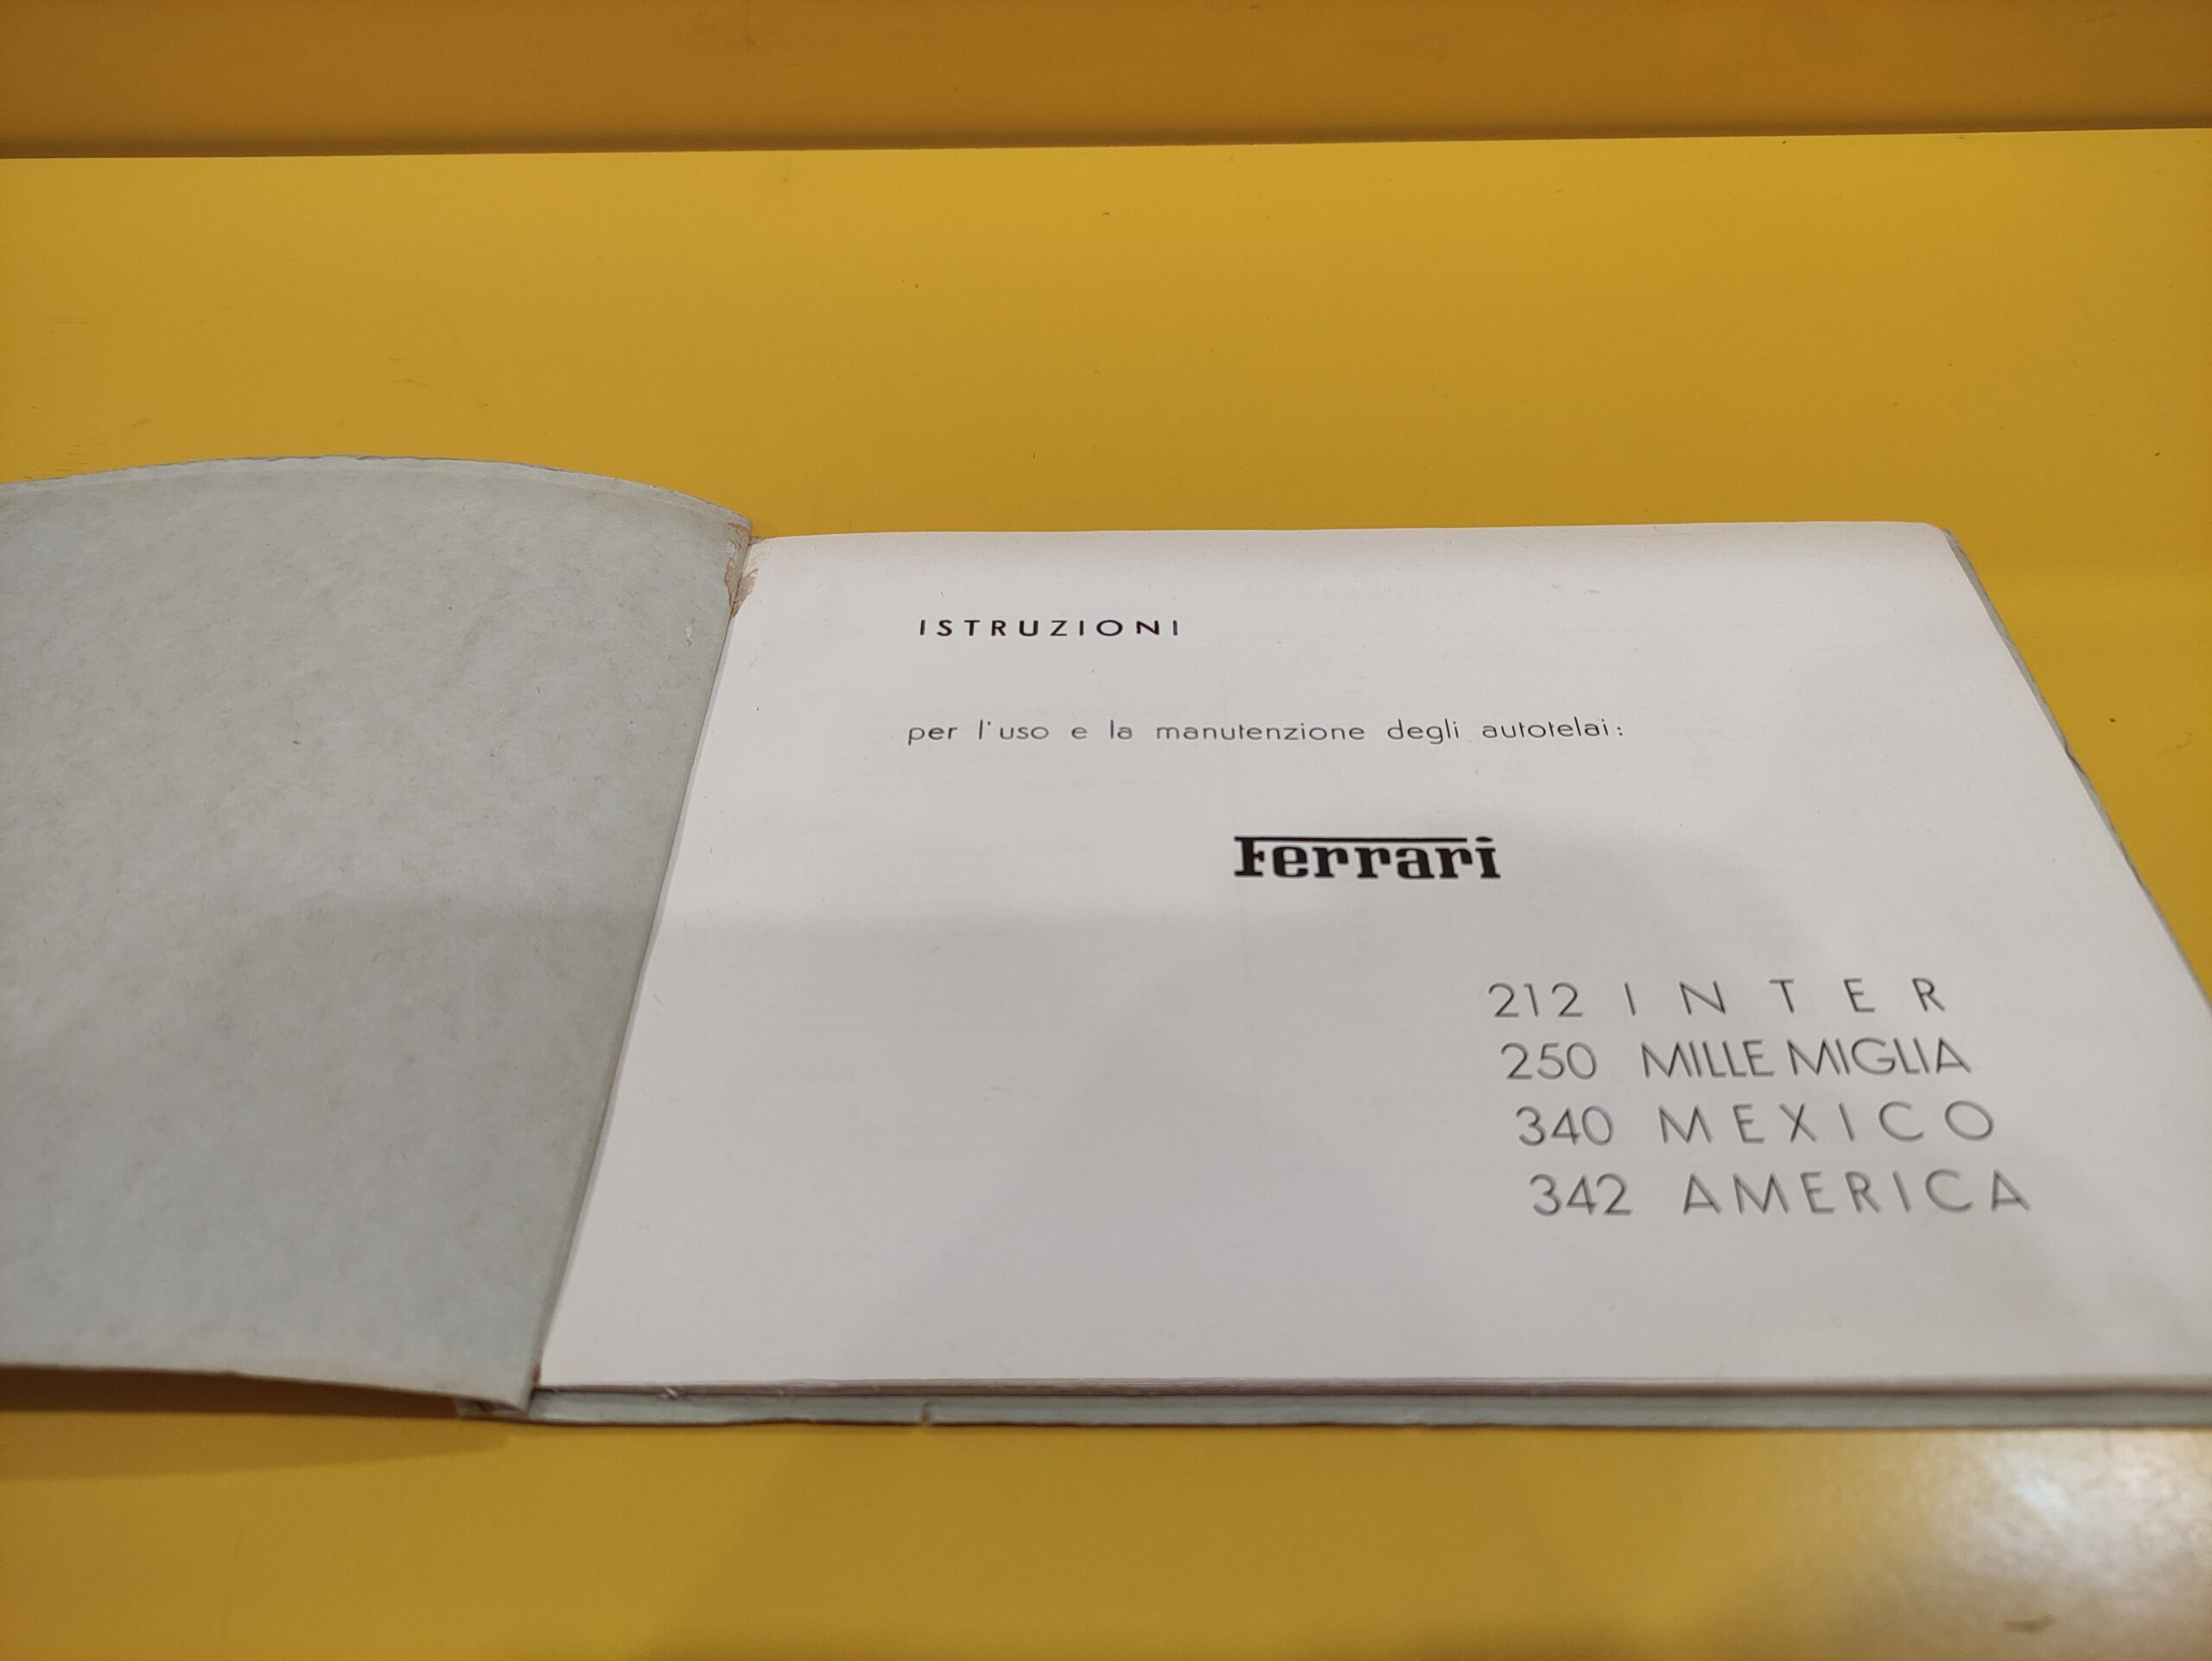 ISTRUZIONI
per l'uso e la manutenzione degli autotelai:
Ferrari
212 INTER
250 MILLE MIGLIA
340 MEXICO
342 AMERICA